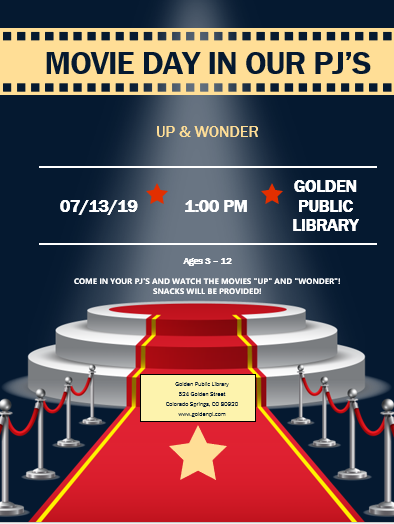 MOVIE DAY IN OUR PJ'S
UP & WONDER
07/13/19
1:00 PM
GOLDEN
PUBLIC
LIBRARY
Ages 3 – 12
COME IN YOUR PJ'S AND WATCH THE MOVIES "UP" AND "WONDER"!
SNACKS WILL BE PROVIDED!
Golden Public Library
524 Golden Street
Colorado Springs, CO 80920
www.goldenpl.com